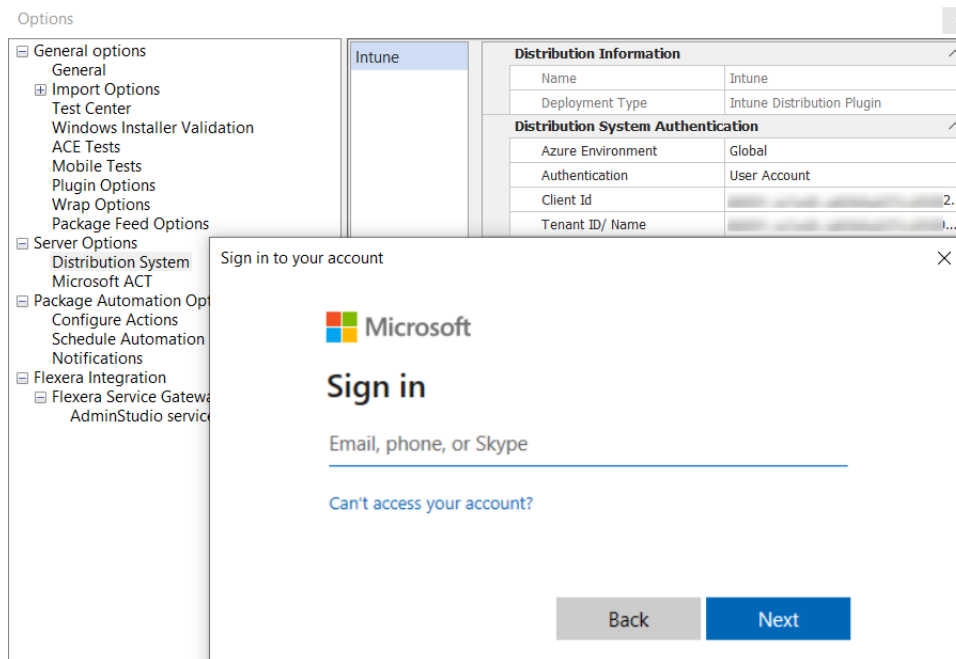 Options
General options
General
Import Options
Test Center
Windows Installer Validation
ACE Tests
Mobile Tests
Plugin Options
Wrap Options
Package Feed Options
Server Options
Distribution System
Microsoft ACT
Package Automation Opt
Configure Actions
Schedule Automation
Notifications
Flexera Integration
Flexera Service Gatewa
AdminStudio service
Intune
Distribution Information
Name Intune
Deployment Type Intune Distribution Plugin
Distribution System Authentication
Azure Environment Global
Authentication User Account
Client Id 2...
Tenant ID/ Name ...
Sign in to your account
Microsoft
Sign in
Email, phone, or Skype
Can't access your account?
Back
Next